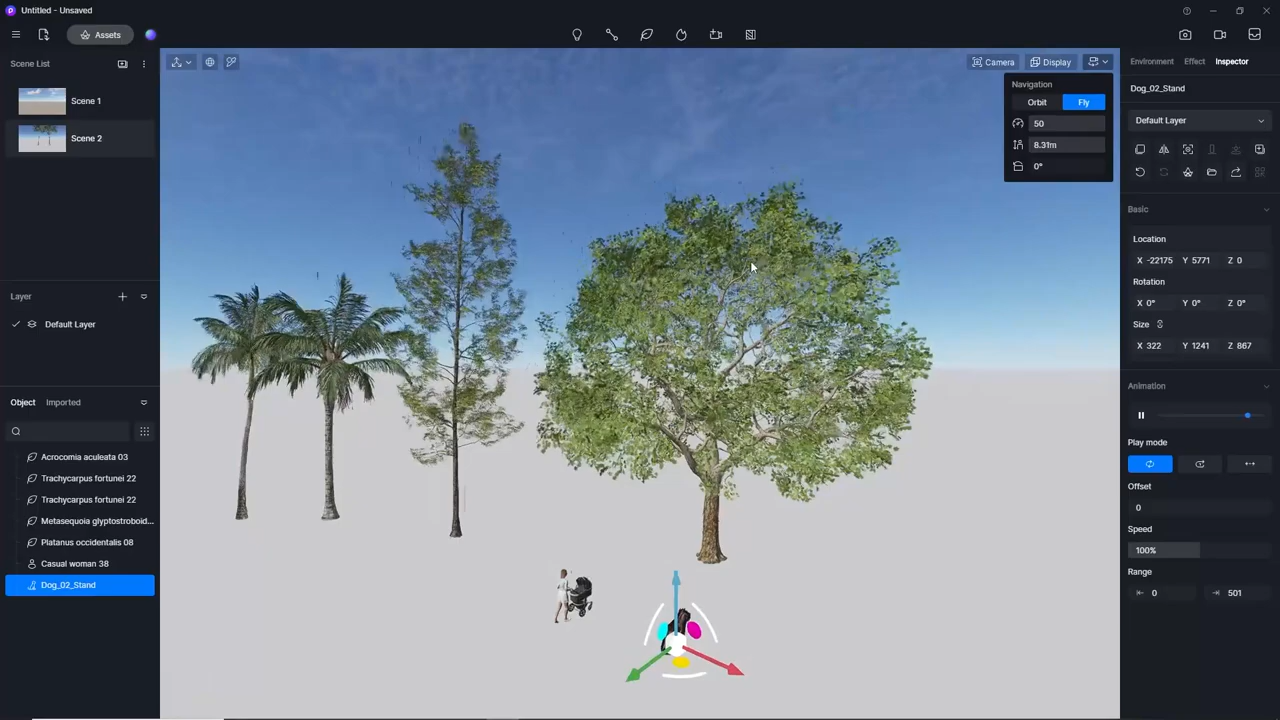 Untitled - Unsaved
Assets
Scene List
Scene 1
Scene 2
Layer
Default Layer
Object Imported
Acrocomia aculeata 03
Trachycarpus fortunei 22
Trachycarpus fortunei 22
Metasequoia glyptostroboid...
Platanus occidentalis 08
Casual woman 38
Dog_02_Stand
Camera Display
Navigation
Orbit Fly
50
8.31m
0°
Environment Effect Inspector
Dog_02_Stand
Default Layer
Basic
Location
X -22175 Y 5771 Z 0
Rotation
X 0° Y 0° Z 0°
Size
X 322 Y 1241 Z 867
Animation
Play mode
Offset
0
Speed
100%
Range
0 501